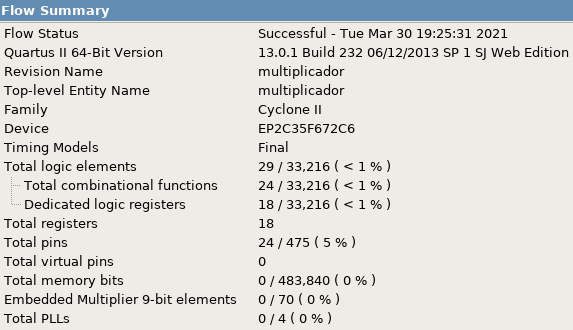 Flow Summary
Flow Status Successful - Tue Mar 30 19:25:31 2021
Quartus II 64-Bit Version 13.0.1 Build 232 06/12/2013 SP 1 SJ Web Edition
Revision Name multiplicador
Top-level Entity Name multiplicador
Family Cyclone II
Device EP2C35F672C6
Timing Models Final
Total logic elements 29 / 33,216 ( < 1 % )
Total combinational functions 24 / 33,216 ( < 1 % )
Dedicated logic registers 18 / 33,216 ( < 1 % )
Total registers 18
Total pins 24 / 475 ( 5 % )
Total virtual pins 0
Total memory bits 0 / 483,840 ( 0 % )
Embedded Multiplier 9-bit elements 0 / 70 ( 0 % )
Total PLLs 0 / 4 ( 0 % )